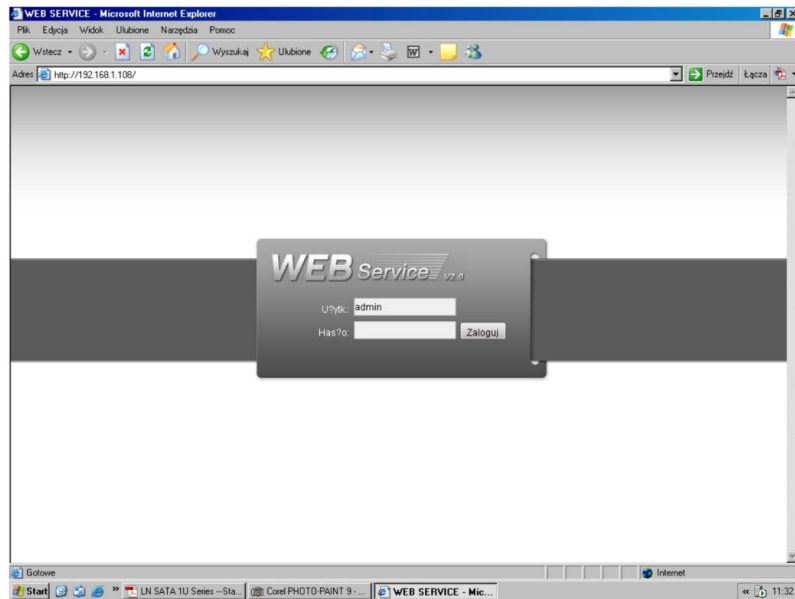 WEB SERVICE - Microsoft Internet Explorer
Plik Edycja Widok Ulubione Narzędzia Pomoc
Wstecz Wyszukaj Ulubione
Adres http://192.168.1.108/ Przejdź Łącza
WEB Service V2.0
U?ytk.: admin
Has?o: Zaloguj
Gotowe Internet
Start LN SATA 1U Series --Sta... Corel PHOTO-PAINT 9 - ... WEB SERVICE - Mic... 11:32